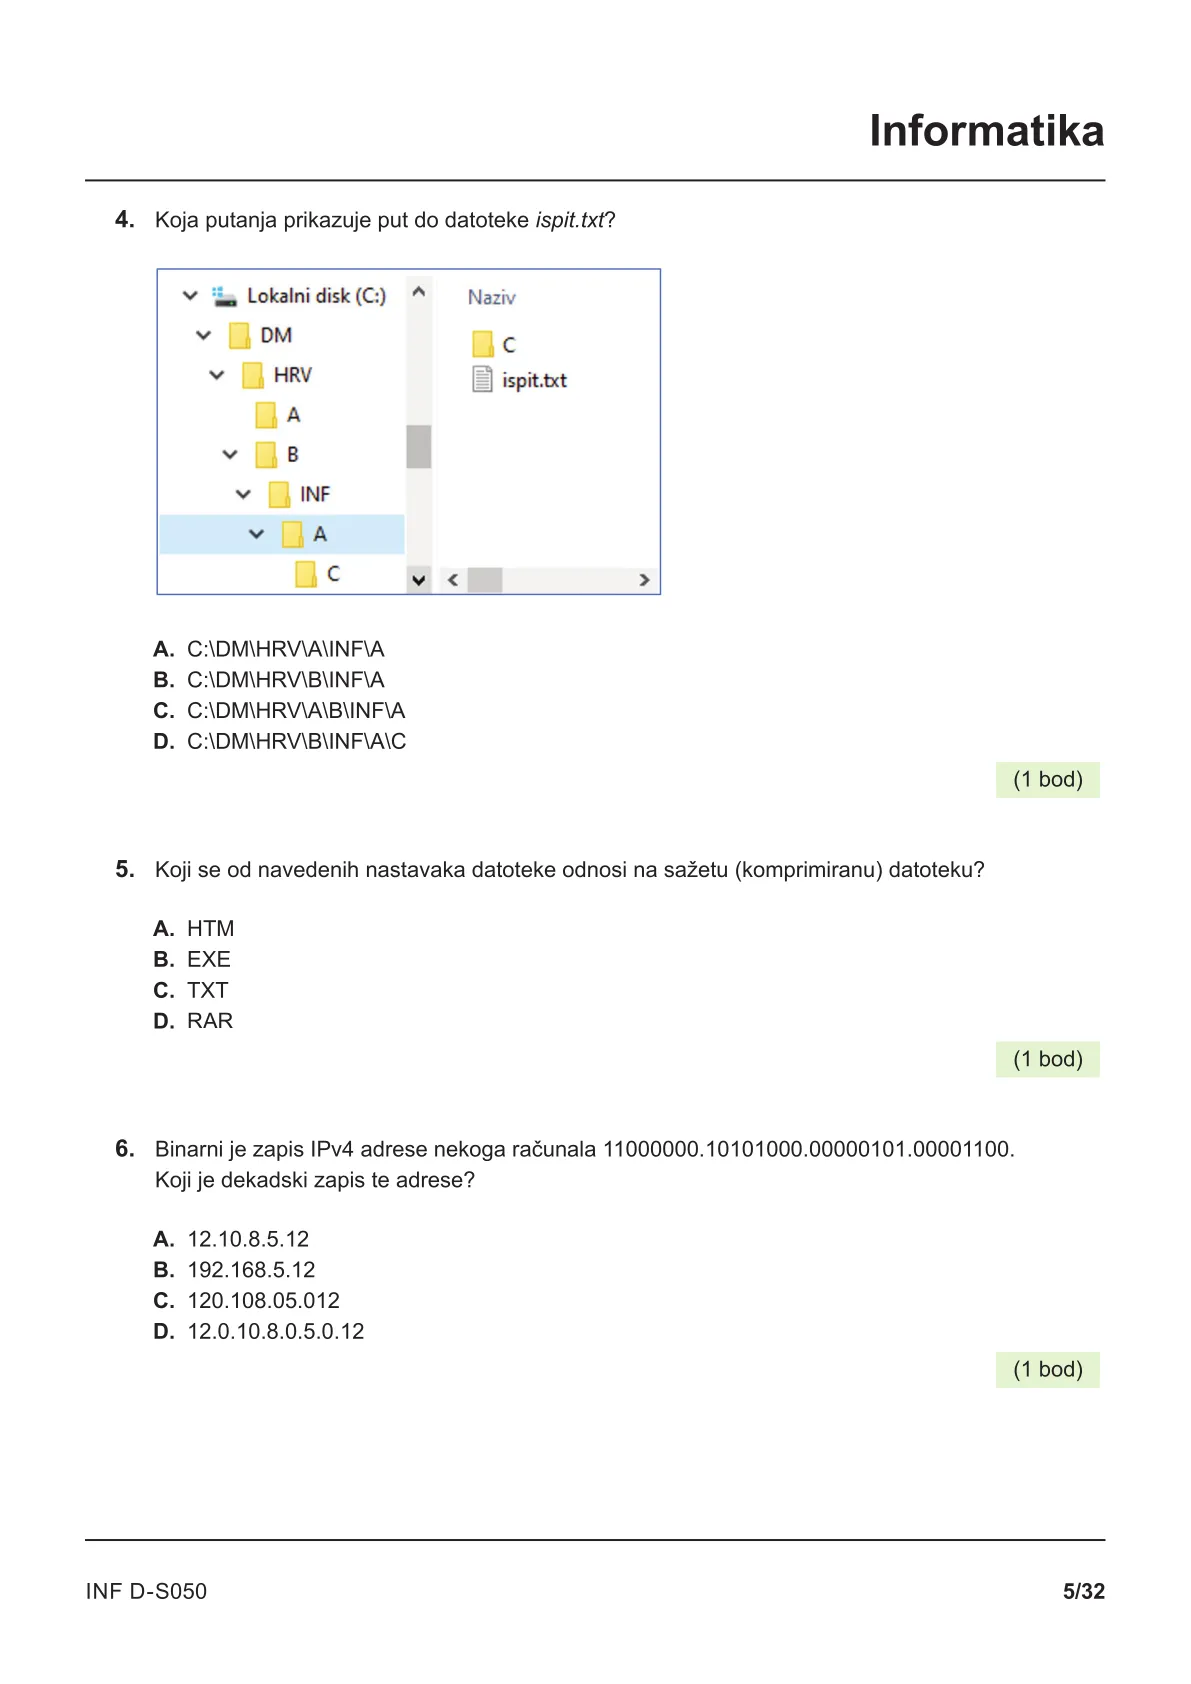 Informatika
4. Koja putanja prikazuje put do datoteke ispit.txt?
Lokalni disk (C:)
DM
HRV
A
B
INF
A
C
Naziv
C
ispit.txt
A. C:\DM\HRV\A\INF\A
B. C:\DM\HRV\B\INF\A
C. C:\DM\HRV\A\B\INF\A
D. C:\DM\HRV\B\INF\A\C
(1 bod)
5. Koji se od navedenih nastavaka datoteke odnosi na sažetu (komprimiranu) datoteku?
A. HTM
B. EXE
C. TXT
D. RAR
(1 bod)
6. Binarni je zapis IPv4 adrese nekoga računala 11000000.10101000.00000101.00001100.
Koji je dekadski zapis te adrese?
A. 12.10.8.5.12
B. 192.168.5.12
C. 120.108.05.012
D. 12.0.10.8.0.5.0.12
(1 bod)
INF D-S050
5/32